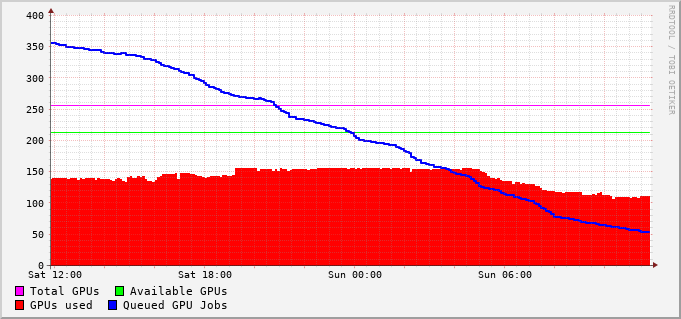 400
350
300
250
200
150
100
50
0
Sat 12:00 Sat 18:00 Sun 00:00 Sun 06:00
Total GPUs Available GPUs
GPUs used Queued GPU Jobs
RRDTOOL / TOBI OETIKER